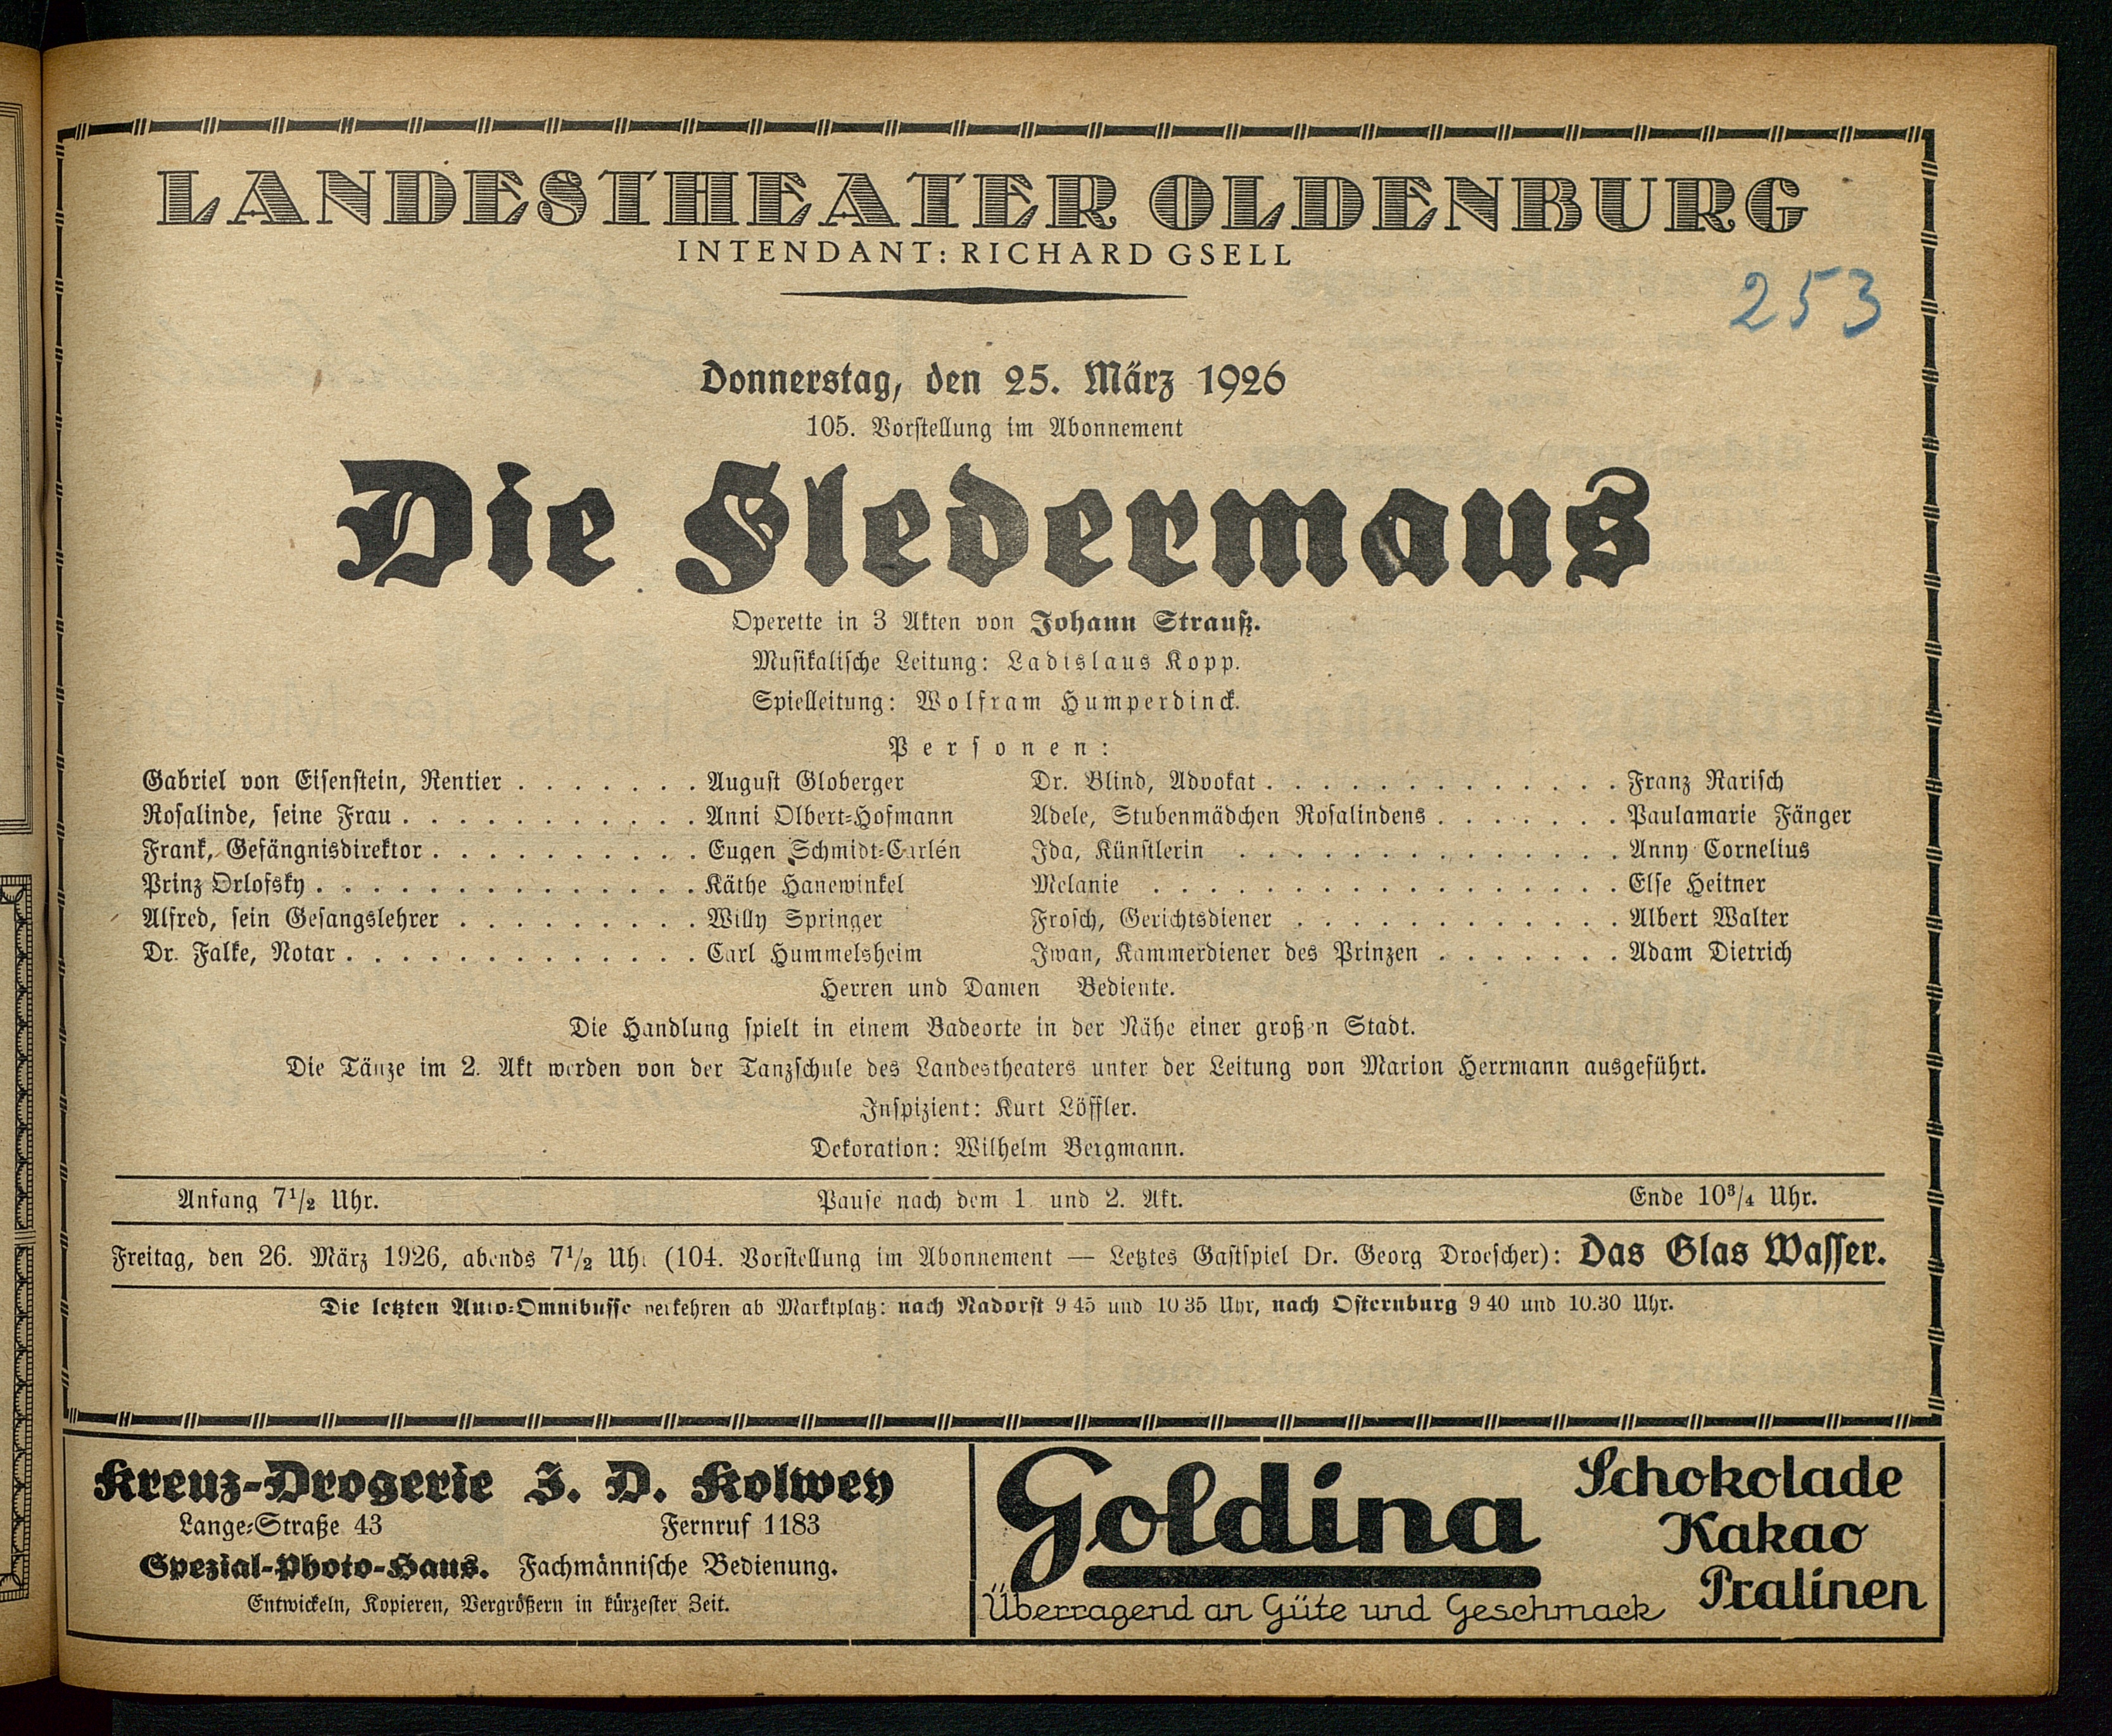 LANDESTHEATER OLDENBURG
INTENDANT: RICHARD GSELL
253
Donnerstag, den 25. März 1926
105. Vorstellung im Abonnement
Die Fledermaus
Operette in 3 Akten von Johann Strauß.
Musikalische Leitung: Ladislaus Kopp.
Spielleitung: Wolfram Humperdinck.
Personen:
Gabriel von Eisenstein, Rentier . . . . . . . August Globerger
Rosalinde, seine Frau . . . . . . . . . . . Anni Olbert-Hofmann
Frank, Gefängnisdirektor . . . . . . . . . . Eugen Schmidt-Carlén
Prinz Orlofsky . . . . . . . . . . . . . . Käthe Hanewinkel
Alfred, sein Gesangslehrer . . . . . . . . . Willy Springer
Dr. Falke, Notar . . . . . . . . . . . . . Carl Hummelsheim
Dr. Blind, Advokat . . . . . . . . . . . . . Franz Rarisch
Adele, Stubenmädchen Rosalindens . . . . . . . Paulamarie Fänger
Ida, Künstlerin . . . . . . . . . . . . . . Anny Cornelius
Melanie . . . . . . . . . . . . . . . . . Else Heitner
Frosch, Gerichtsdiener . . . . . . . . . . . . Albert Walter
Iwan, Kammerdiener des Prinzen . . . . . . . Adam Dietrich
Herren und Damen Bediente.
Die Handlung spielt in einem Badeorte in der Nähe einer großen Stadt.
Die Tänze im 2. Akt werden von der Tanzschule des Landestheaters unter der Leitung von Marion Herrmann ausgeführt.
Inspizient: Kurt Löffler.
Dekoration: Wilhelm Bergmann.
Anfang 7½ Uhr. Pause nach dem 1. und 2. Akt. Ende 10¾ Uhr.
Freitag, den 26. März 1926, abends 7½ Uhr (104. Vorstellung im Abonnement — Letztes Gastspiel Dr. Georg Droescher): Das Glas Wasser.
Die letzten Auto-Omnibusse verkehren ab Marktplatz: nach Nadorst 9 45 und 10 35 Uhr, nach Osternburg 9 40 und 10.30 Uhr.
Kreuz-Drogerie J. D. Kolwey
Lange-Straße 43 Fernruf 1183
Spezial-Photo-Haus. Fachmännische Bedienung.
Entwickeln, Kopieren, Vergrößern in kürzester Zeit.
Goldina
Schokolade
Kakao
Pralinen
Überragend an Güte und Geschmack